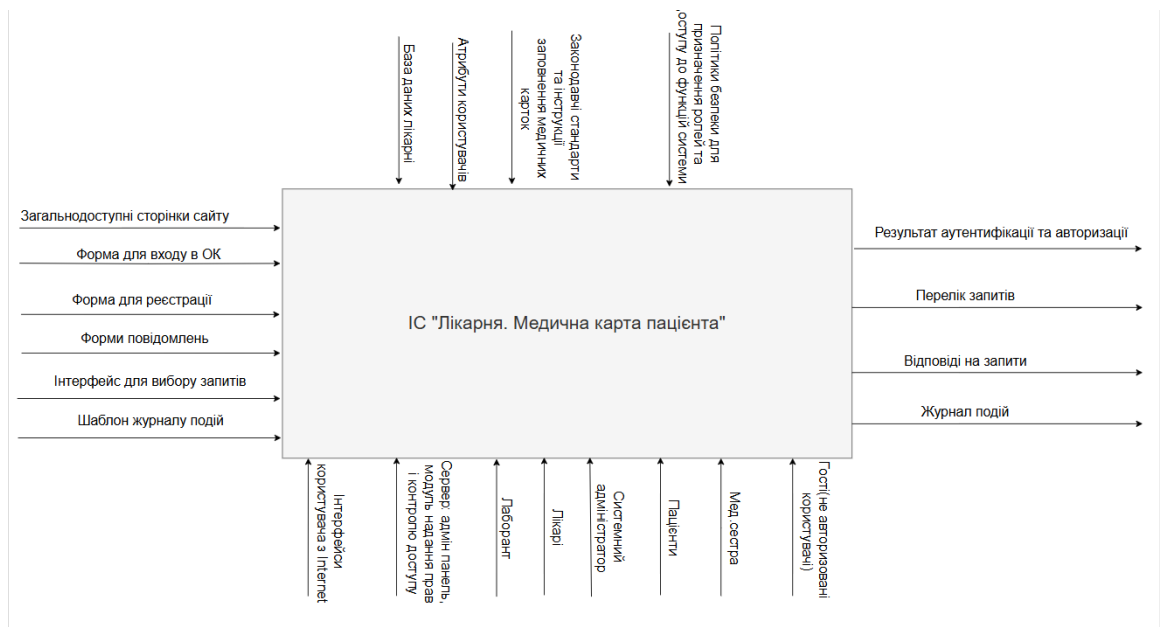 База даних лікарні
Атрибути користувачів
Законодавчі стандарти
та інструкції
заповнення медичних
карток
Політики безпеки для
призначення ролей та
доступу до функцій системи
Загальнодоступні сторінки сайту
Форма для входу в ОК
Форма для реєстрації
Форми повідомлень
Інтерфейс для вибору запитів
Шаблон журналу подій
ІС "Лікарня. Медична карта пацієнта"
Результат аутентифікації та авторизації
Перелік запитів
Відповіді на запити
Журнал подій
Інтерфейси
користувача з Internet
Сервер: адмін панель,
модуль надання прав
і контролю доступу
Лаборант
Лікарі
Системний
адміністратор
Пацієнти
Мед.сестра
Гості(не авторизовані
користувачі)